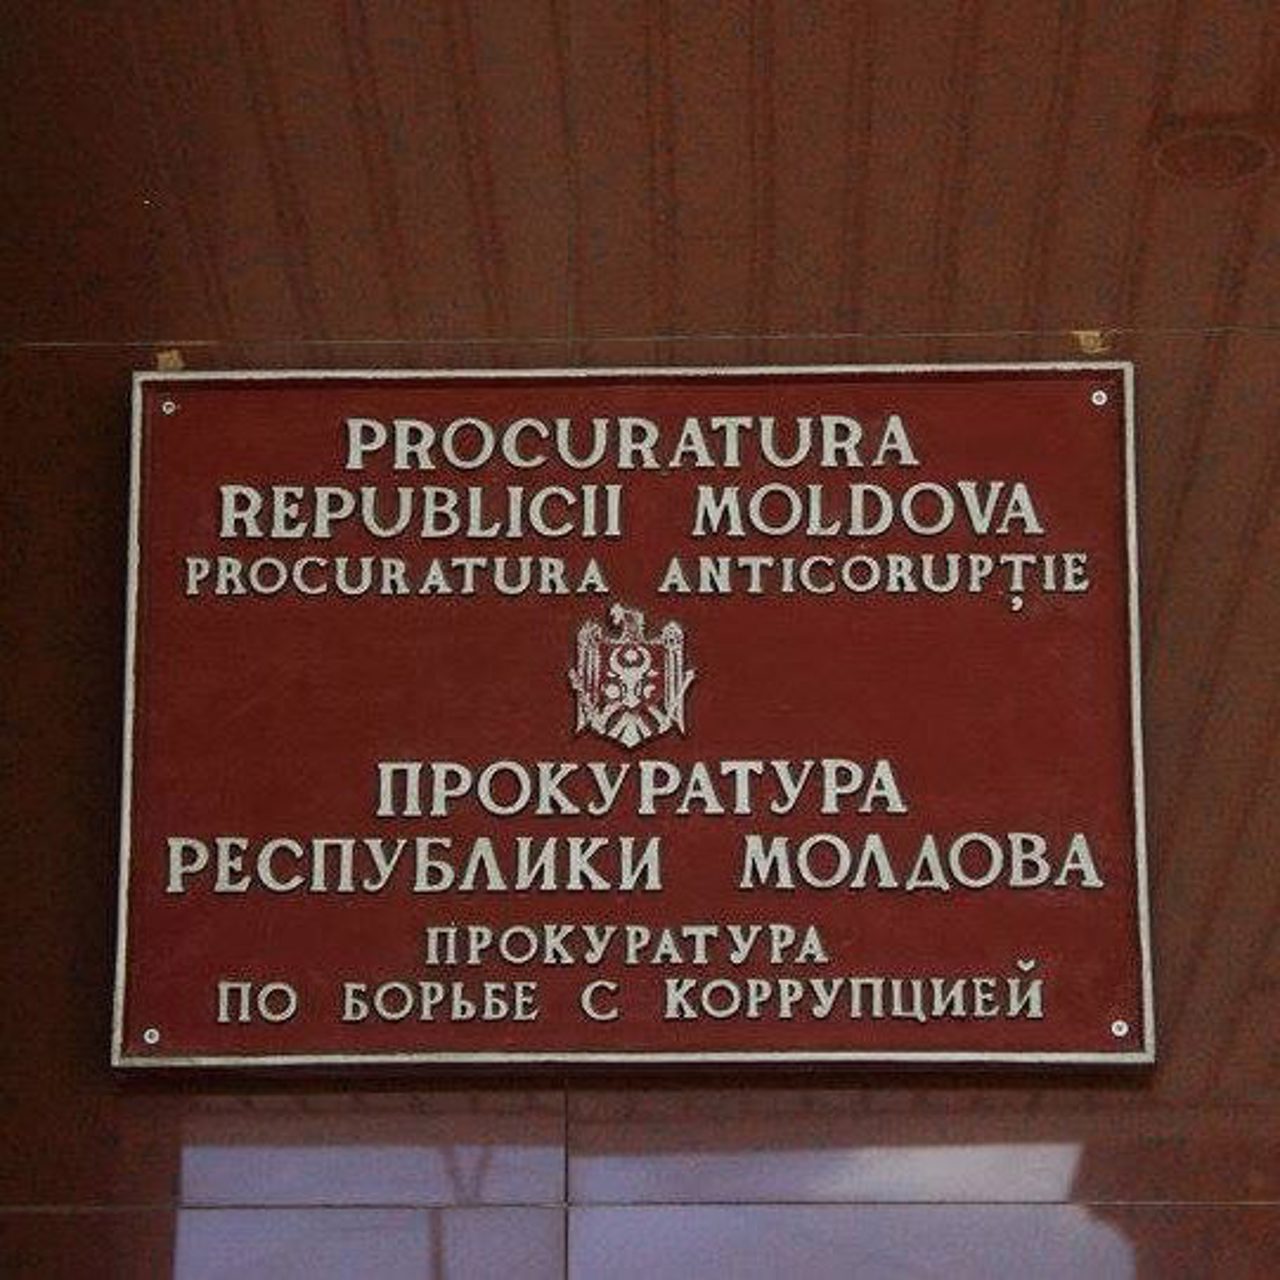 PROCURATURA
REPUBLICII MOLDOVA
PROCURATURA ANTICORUPȚIE
ПРОКУРАТУРА
РЕСПУБЛИКИ МОЛДОВА
ПРОКУРАТУРА
ПО БОРЬБЕ С КОРРУПЦИЕЙ